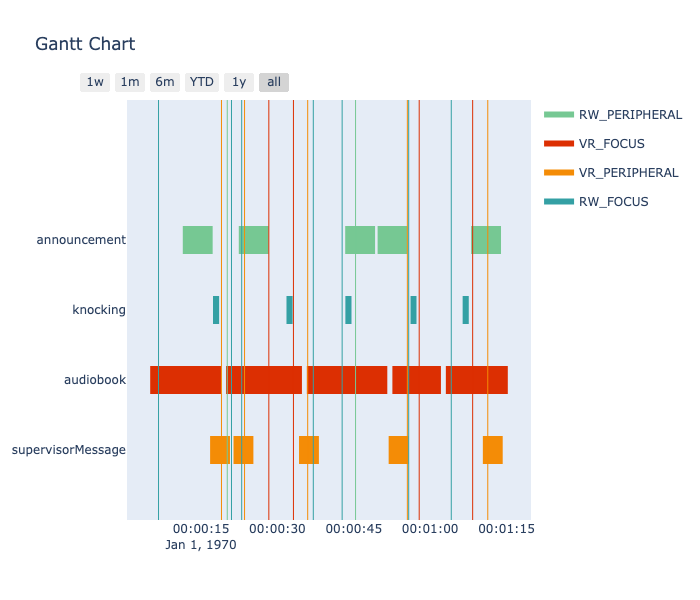 Gantt Chart
1w 1m 6m YTD 1y all
RW_PERIPHERAL
VR_FOCUS
VR_PERIPHERAL
RW_FOCUS
announcement
knocking
audiobook
supervisorMessage
00:00:15 00:00:30 00:00:45 00:01:00 00:01:15
Jan 1, 1970